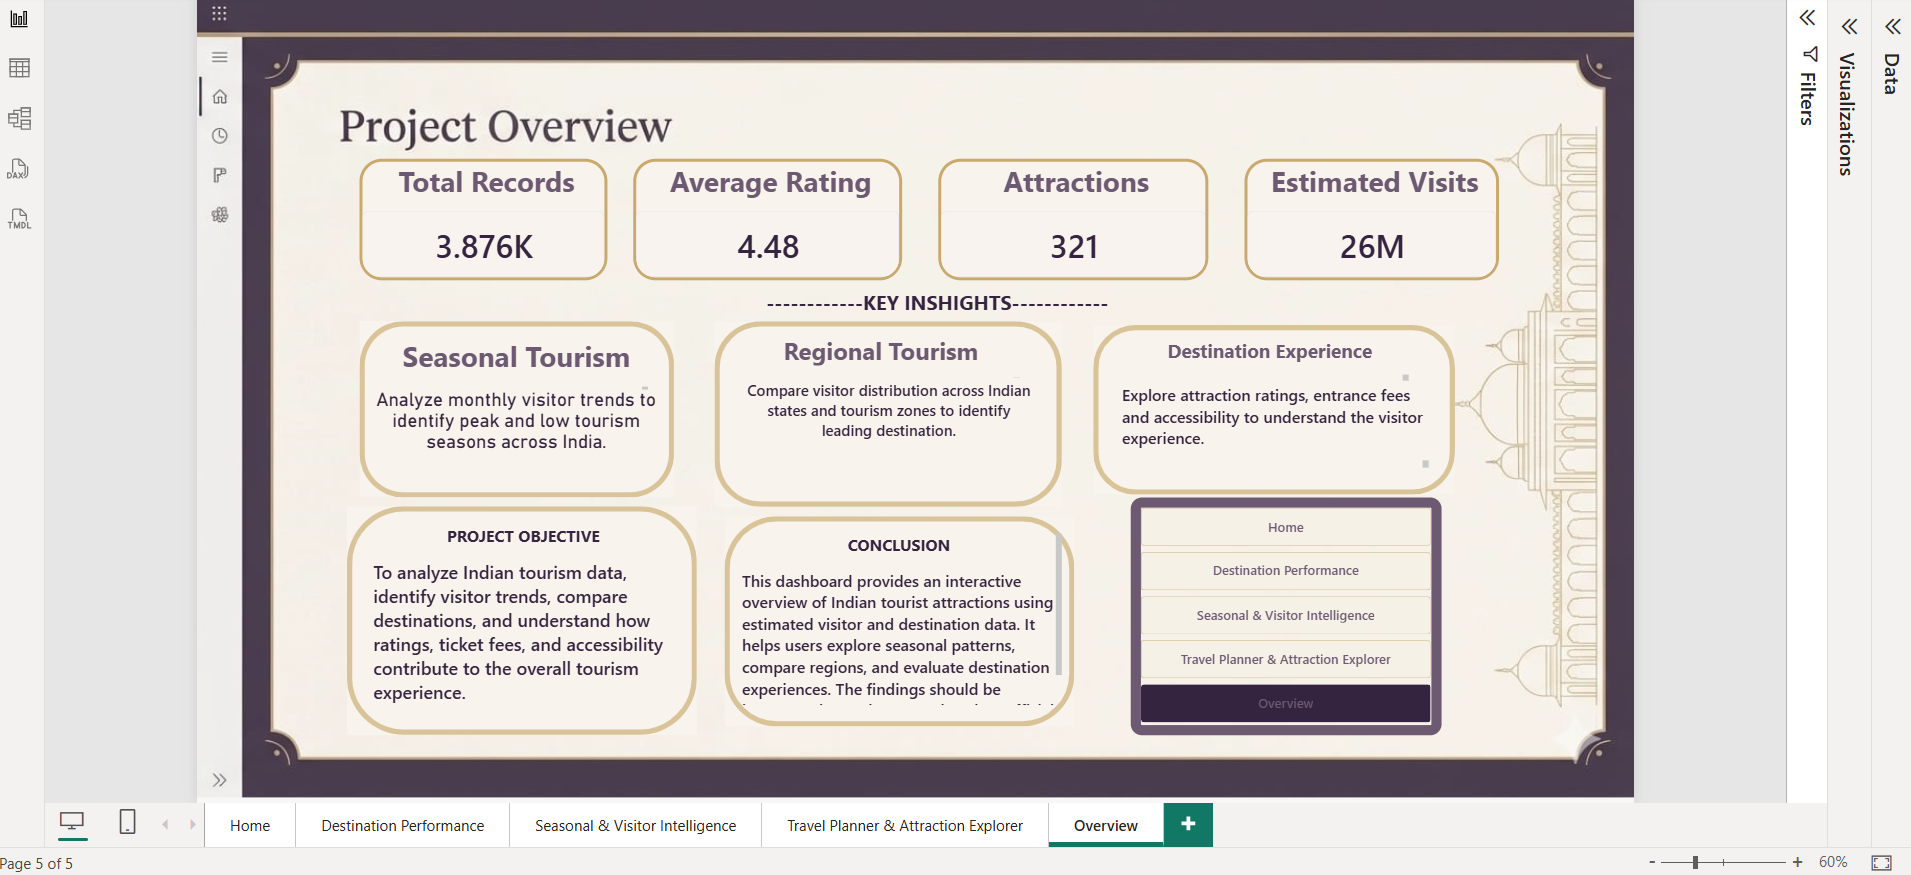 DAX
TMDL
Project Overview
Total Records
3.876K
Average Rating
4.48
Attractions
321
Estimated Visits
26M
------------KEY INSHIGHTS------------
Seasonal Tourism
Analyze monthly visitor trends to
identify peak and low tourism
seasons across India.
Regional Tourism
Compare visitor distribution across Indian
states and tourism zones to identify
leading destination.
Destination Experience
Explore attraction ratings, entrance fees
and accessibility to understand the visitor
experience.
PROJECT OBJECTIVE
To analyze Indian tourism data,
identify visitor trends, compare
destinations, and understand how
ratings, ticket fees, and accessibility
contribute to the overall tourism
experience.
CONCLUSION
This dashboard provides an interactive
overview of Indian tourist attractions using
estimated visitor and destination data. It
helps users explore seasonal patterns,
compare regions, and evaluate destination
experiences. The findings should be
Home
Destination Performance
Seasonal & Visitor Intelligence
Travel Planner & Attraction Explorer
Overview
Filters
Visualizations
Data
Home
Destination Performance
Seasonal & Visitor Intelligence
Travel Planner & Attraction Explorer
Overview
Page 5 of 5
60%